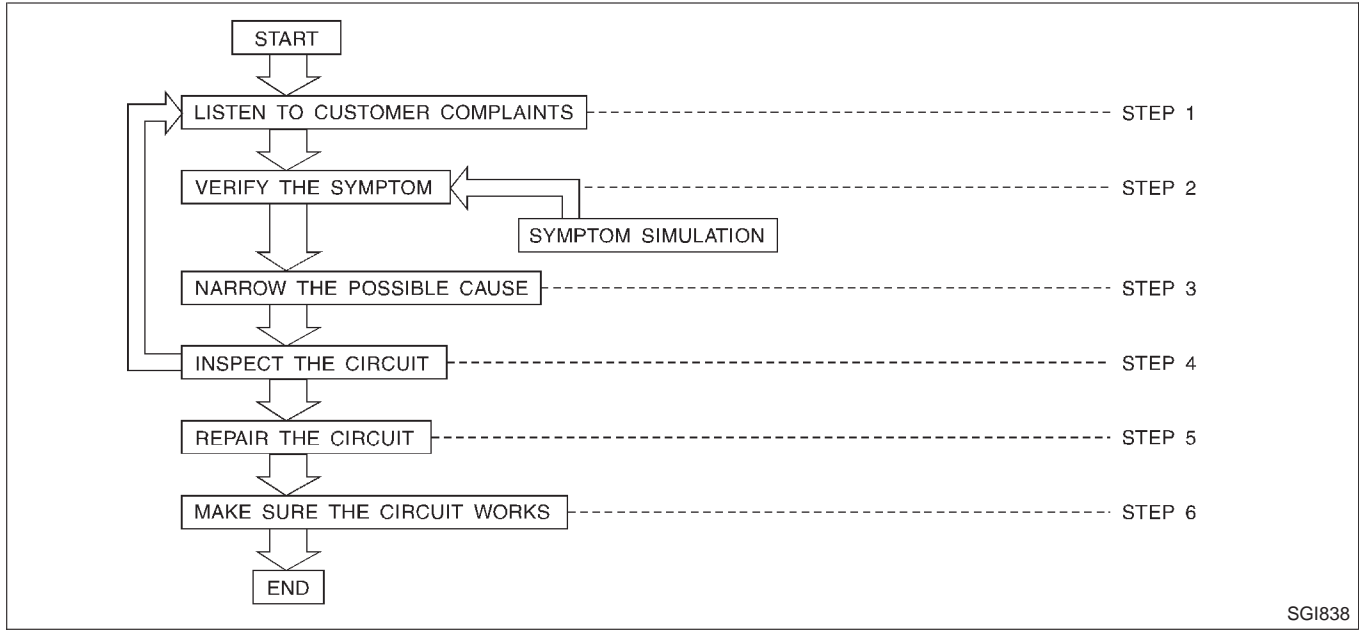 START
LISTEN TO CUSTOMER COMPLAINTS STEP 1
VERIFY THE SYMPTOM STEP 2
SYMPTOM SIMULATION
NARROW THE POSSIBLE CAUSE STEP 3
INSPECT THE CIRCUIT STEP 4
REPAIR THE CIRCUIT STEP 5
MAKE SURE THE CIRCUIT WORKS STEP 6
END
SGI838